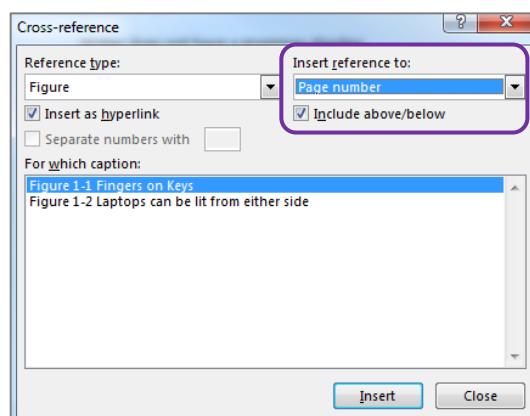 Cross-reference
Reference type:
Insert reference to:
Figure
Page number
Insert as hyperlink
Include above/below
Separate numbers with
For which caption:
Figure 1-1 Fingers on Keys
Figure 1-2 Laptops can be lit from either side
Insert
Close